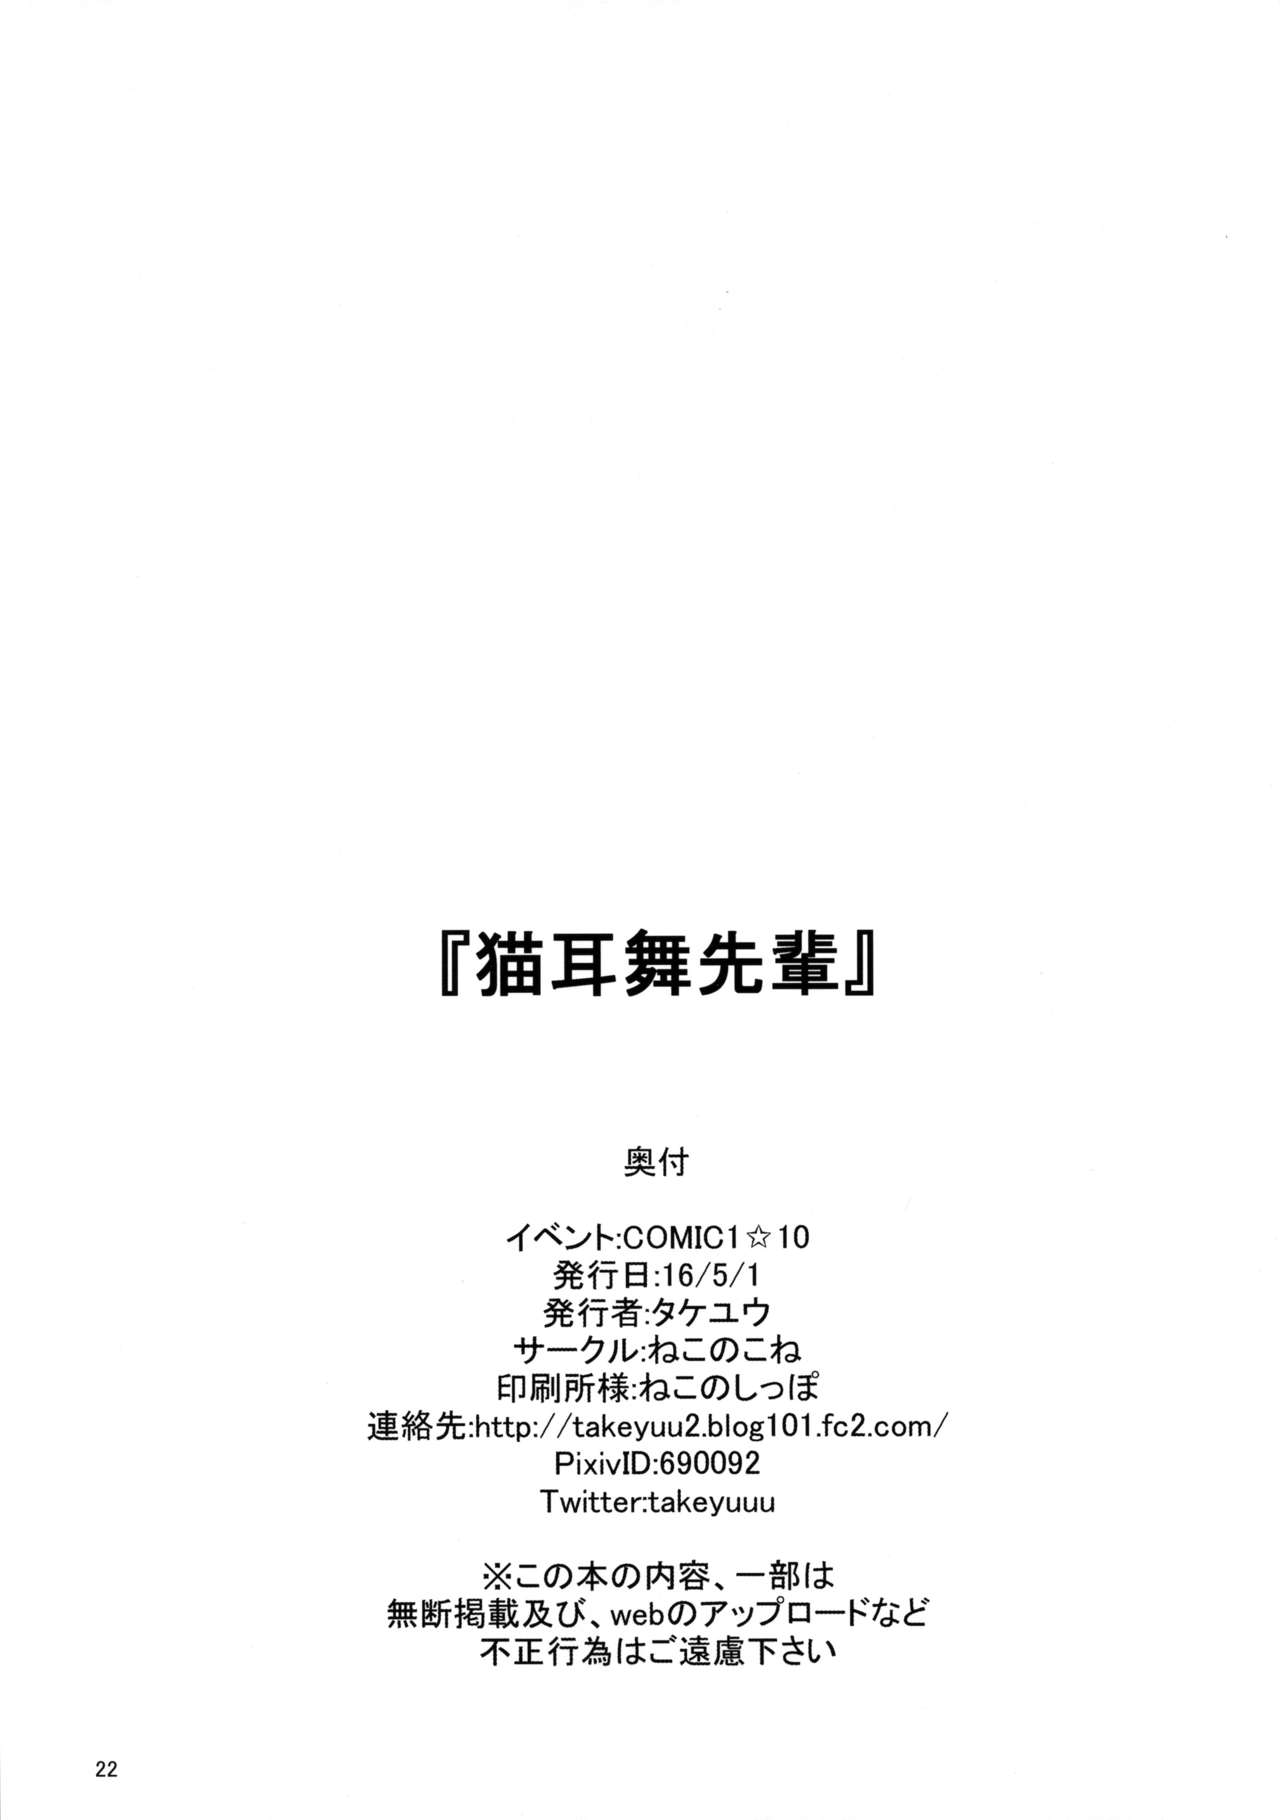 『猫耳舞先輩』
奥付
イベント:COMIC1☆10
発行日:16/5/1
発行者:タケユウ
サークル:ねこのこね
印刷所様:ねこのしっぽ
連絡先:http://takeyuu2.blog101.fc2.com/
PixivID:690092
Twitter:takeyuuu
※この本の内容、一部は
無断掲載及び、webのアップロードなど
不正行為はご遠慮下さい
22